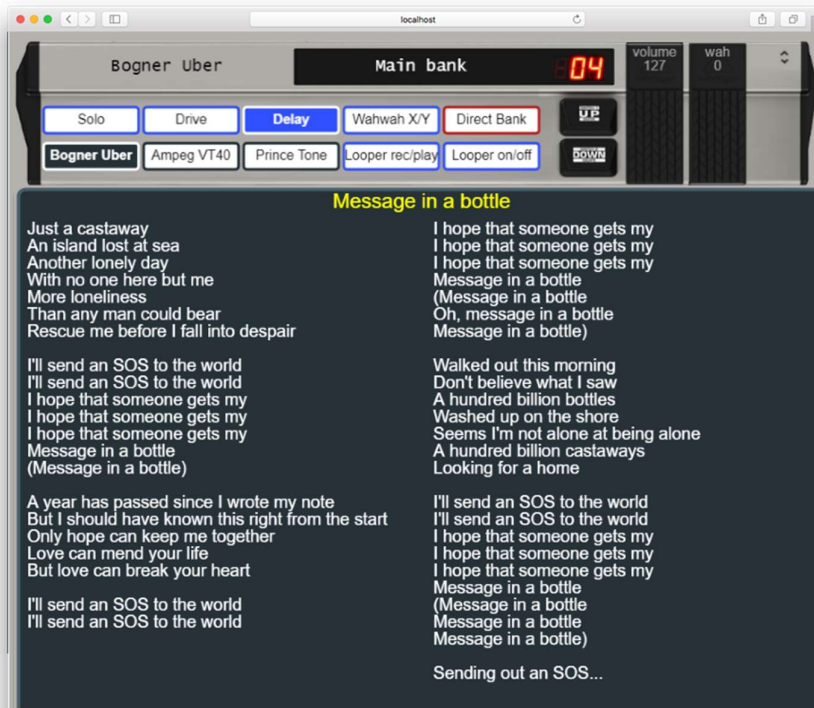 localhost
Bogner Uber
Main bank
04
volume
127
wah
0
Solo
Drive
Delay
Wahwah X/Y
Direct Bank
UP
Bogner Uber
Ampeg VT40
Prince Tone
Looper rec/play
Looper on/off
DOWN
Message in a bottle
Just a castaway
An island lost at sea
Another lonely day
With no one here but me
More loneliness
Than any man could bear
Rescue me before I fall into despair
I'll send an SOS to the world
I'll send an SOS to the world
I hope that someone gets my
I hope that someone gets my
I hope that someone gets my
Message in a bottle
(Message in a bottle)
A year has passed since I wrote my note
But I should have known this right from the start
Only hope can keep me together
Love can mend your life
But love can break your heart
I'll send an SOS to the world
I'll send an SOS to the world
I hope that someone gets my
I hope that someone gets my
I hope that someone gets my
Message in a bottle
(Message in a bottle
Oh, message in a bottle
Message in a bottle)
Walked out this morning
Don't believe what I saw
A hundred billion bottles
Washed up on the shore
Seems I'm not alone at being alone
A hundred billion castaways
Looking for a home
I'll send an SOS to the world
I'll send an SOS to the world
I hope that someone gets my
I hope that someone gets my
I hope that someone gets my
Message in a bottle
(Message in a bottle
Message in a bottle
Message in a bottle)
Sending out an SOS...